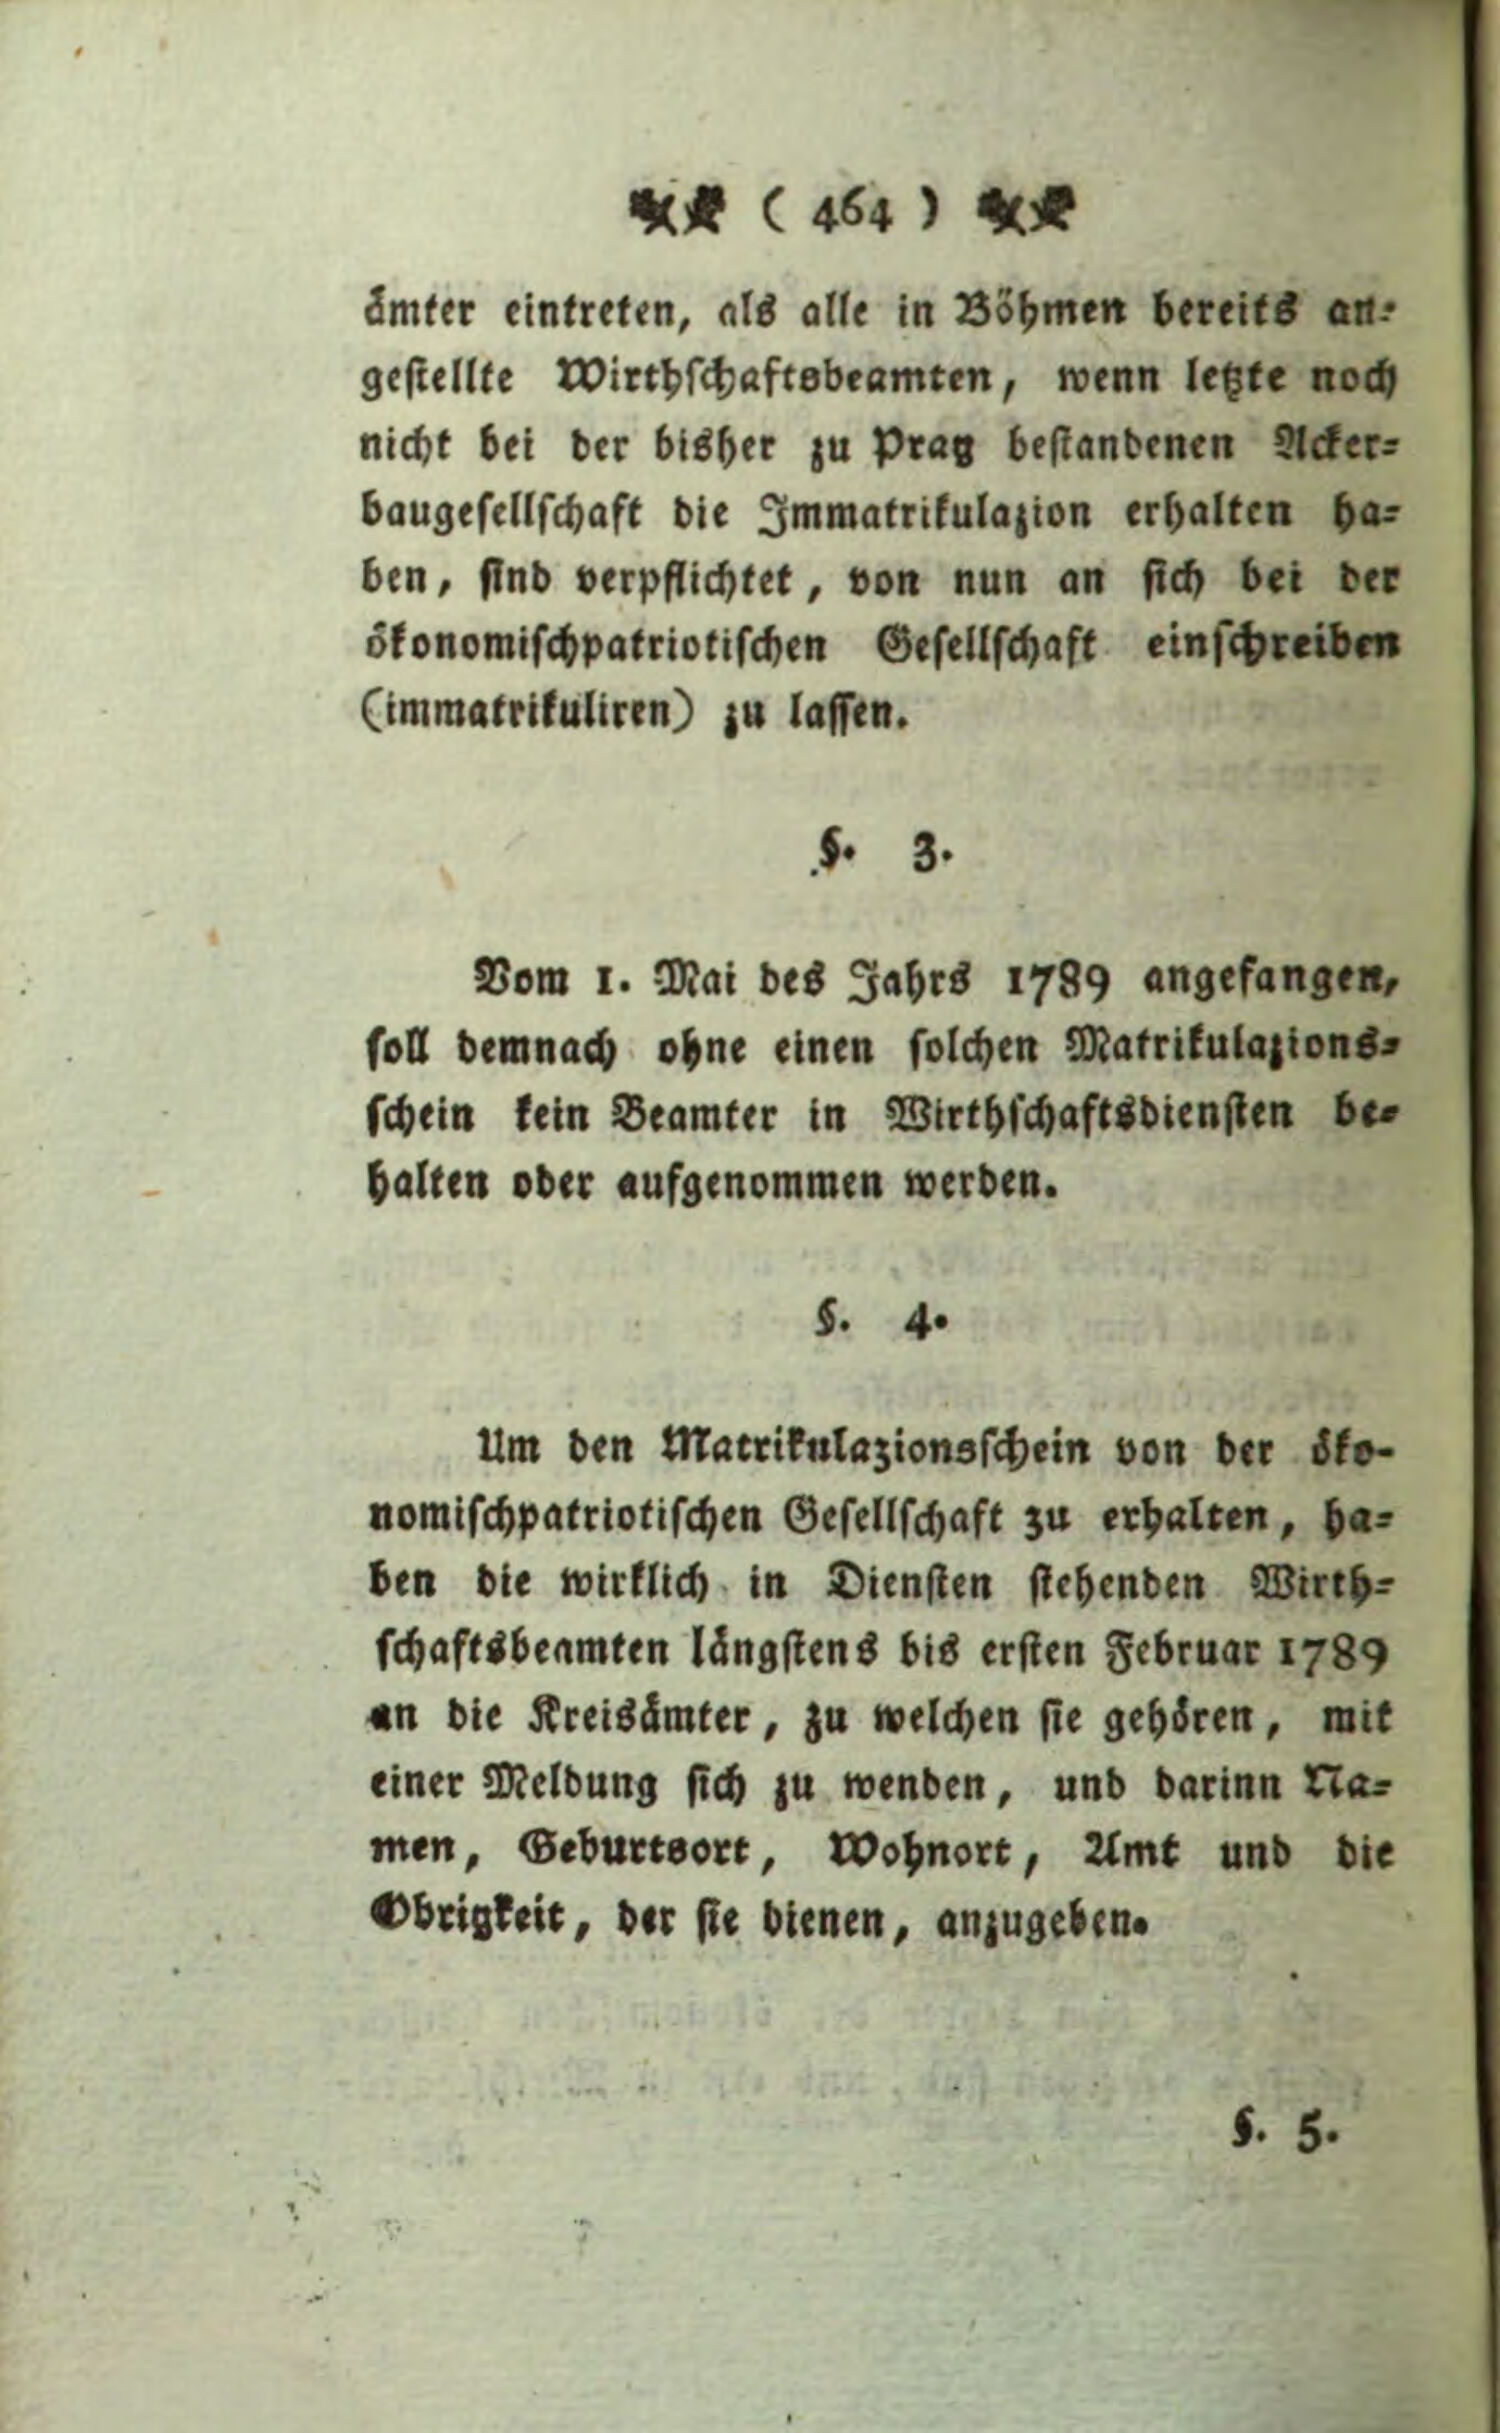 ( 464 )
ämter eintreten, als alle in Böhmen bereits an-
gestellte Wirthschaftsbeamten, wenn letzte noch
nicht bei der bisher zu Prag bestandenen Acker-
baugesellschaft die Immatrikulazion erhalten ha-
ben, sind verpflichtet, von nun an sich bei der
ökonomischpatriotischen Gesellschaft einschreiben
(immatrikuliren) zu lassen.
§. 3.
Vom 1. Mai des Jahrs 1789 angefangen,
soll demnach ohne einen solchen Matrikulazions-
schein kein Beamter in Wirthschaftsdiensten be-
halten oder aufgenommen werden.
§. 4.
Um den Matrikulazionsschein von der öko-
nomischpatriotischen Gesellschaft zu erhalten, ha-
ben die wirklich in Diensten stehenden Wirth-
schaftsbeamten längstens bis ersten Februar 1789
an die Kreisämter, zu welchen sie gehören, mit
einer Meldung sich zu wenden, und darinn Na-
men, Geburtsort, Wohnort, Amt und die
Obrigkeit, der sie dienen, anzugeben.
§. 5.